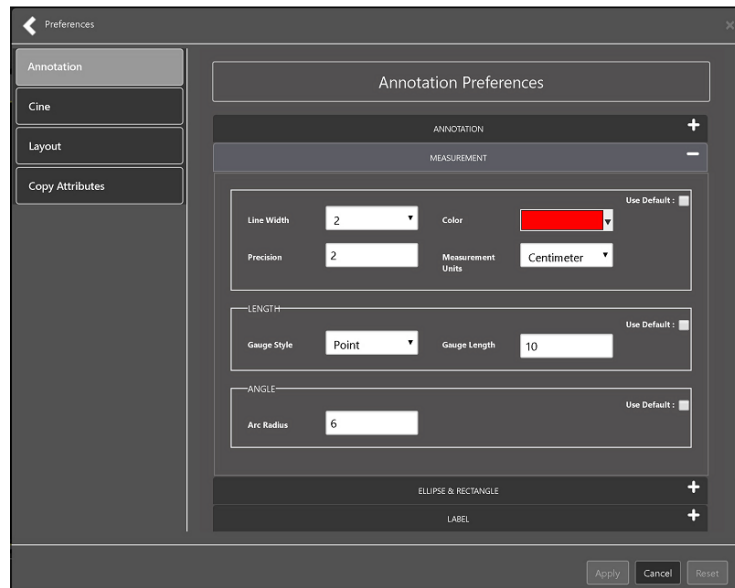 Preferences
Annotation
Cine
Layout
Copy Attributes
Annotation Preferences
ANNOTATION
MEASUREMENT
Use Default :
Line Width 2 Color
Precision 2 Measurement Units Centimeter
LENGTH
Use Default :
Gauge Style Point Gauge Length 10
ANGLE
Use Default :
Arc Radius 6
ELLIPSE & RECTANGLE
LABEL
Apply Cancel Reset